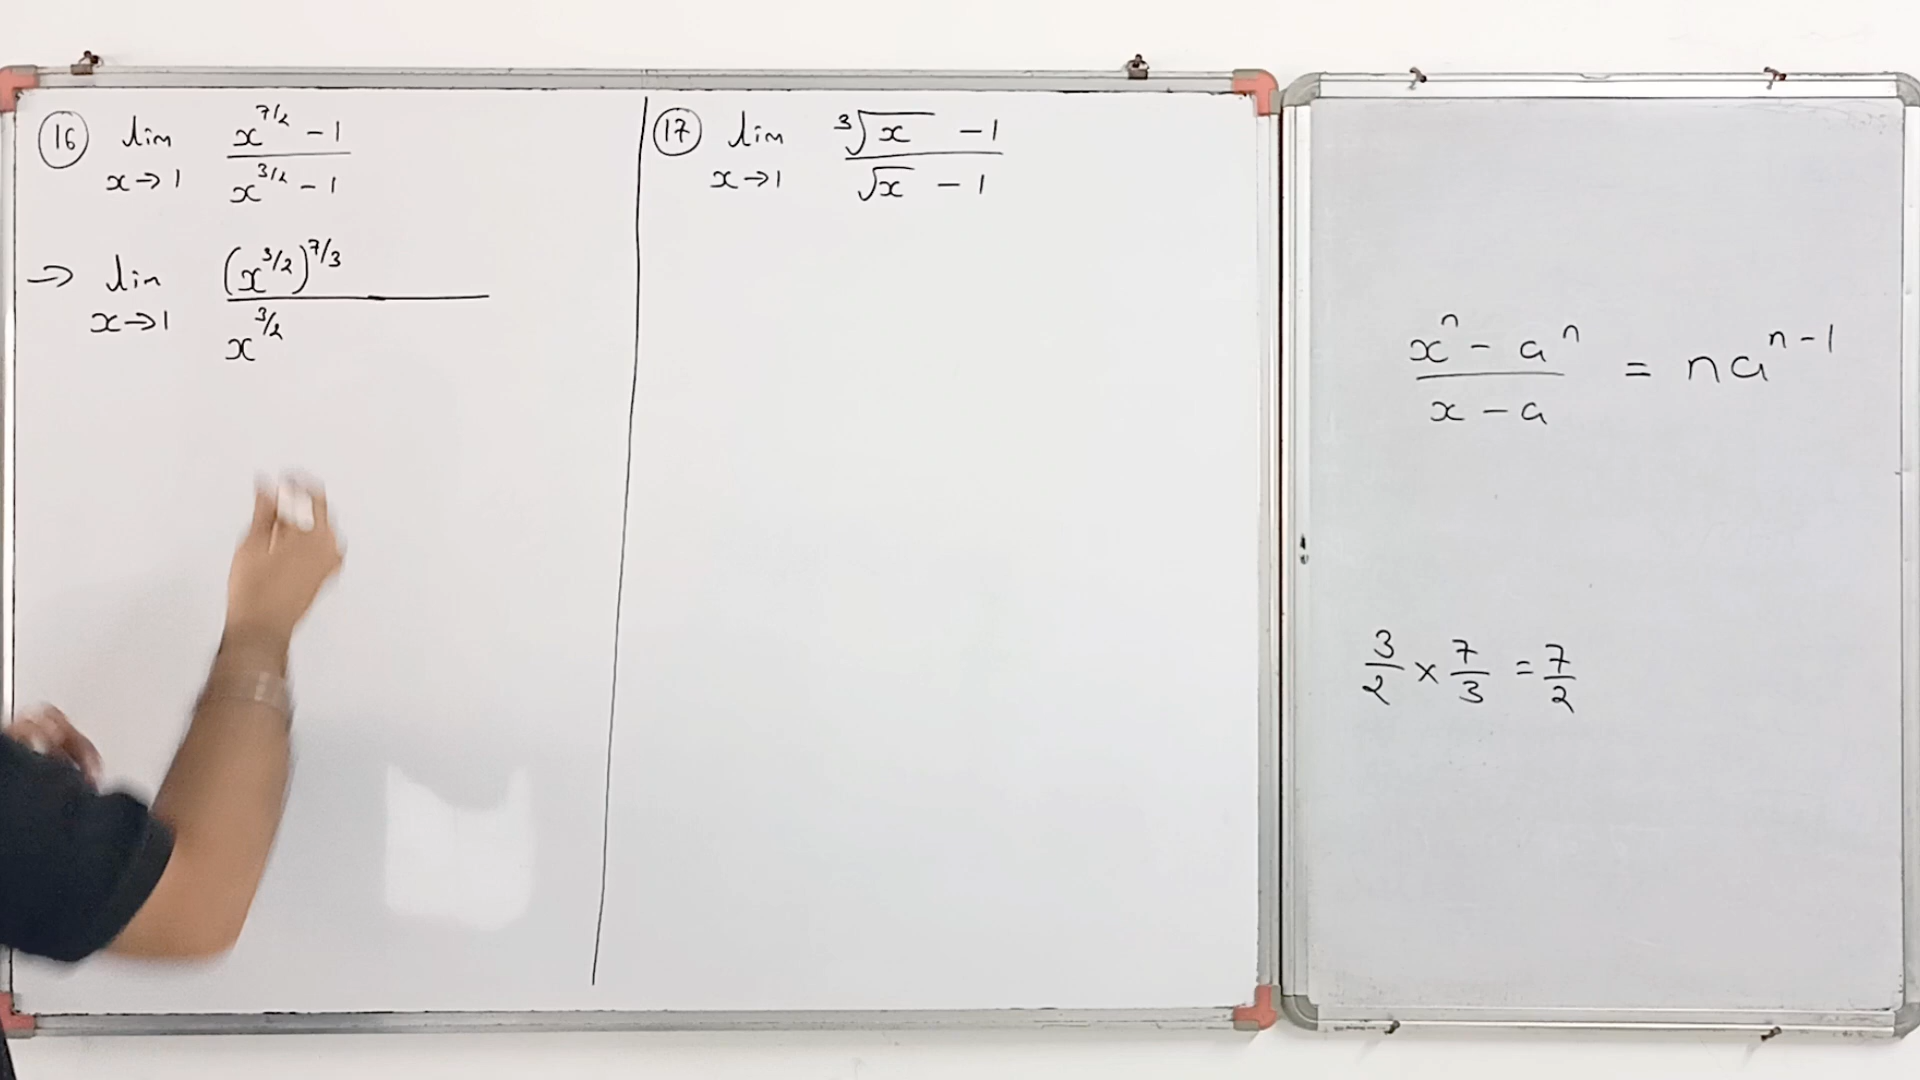 (16) lim x→1 (x^{7/2} - 1)/(x^{3/2} - 1)
→ lim x→1 (x^{3/2})^{7/3} / x^{3/2}
(17) lim x→1 (∛x - 1)/(√x - 1)
(x^n - a^n)/(x - a) = na^{n-1}
3/2 × 7/3 = 7/2